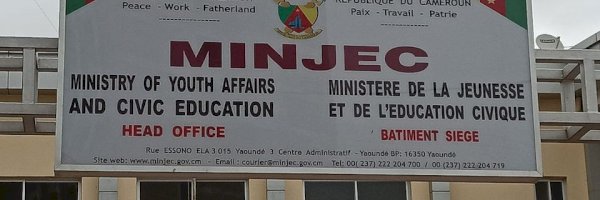 REPUBLIQUE DU CAMEROUN
Peace - Work - Fatherland
Paix - Travail - Patrie
MINJEC
MINISTRY OF YOUTH AFFAIRS
AND CIVIC EDUCATION
HEAD OFFICE
MINISTERE DE LA JEUNESSE
ET DE L'EDUCATION CIVIQUE
BATIMENT SIEGE
Rue ESSONO ELA 3 015 Yaoundé 3 Centre Administratif - Yaoundé BP: 16350 Yaoundé
Site web: www.minjec.gov.cm - Email : courier@minjec.gov.cm Tel: 00( 237) 222 204 700 / 00 (237) 222 204 719